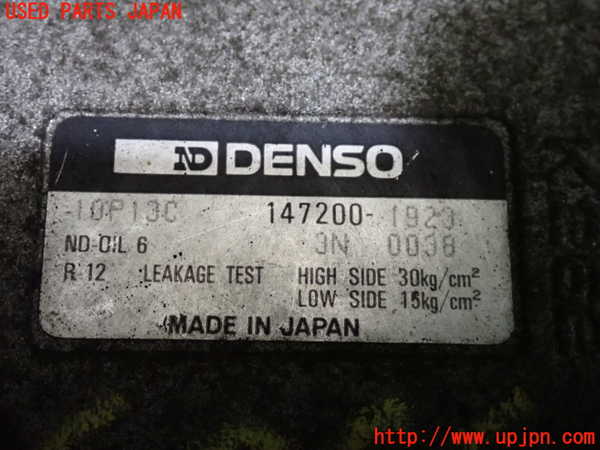 USED PARTS JAPAN
ND DENSO
10P13C 147200-1923
ND-OIL 6 3N 0038
R 12 LEAKAGE TEST HIGH SIDE 30kg/cm²
LOW SIDE 15kg/cm²
MADE IN JAPAN
http://www.upjpn.com/